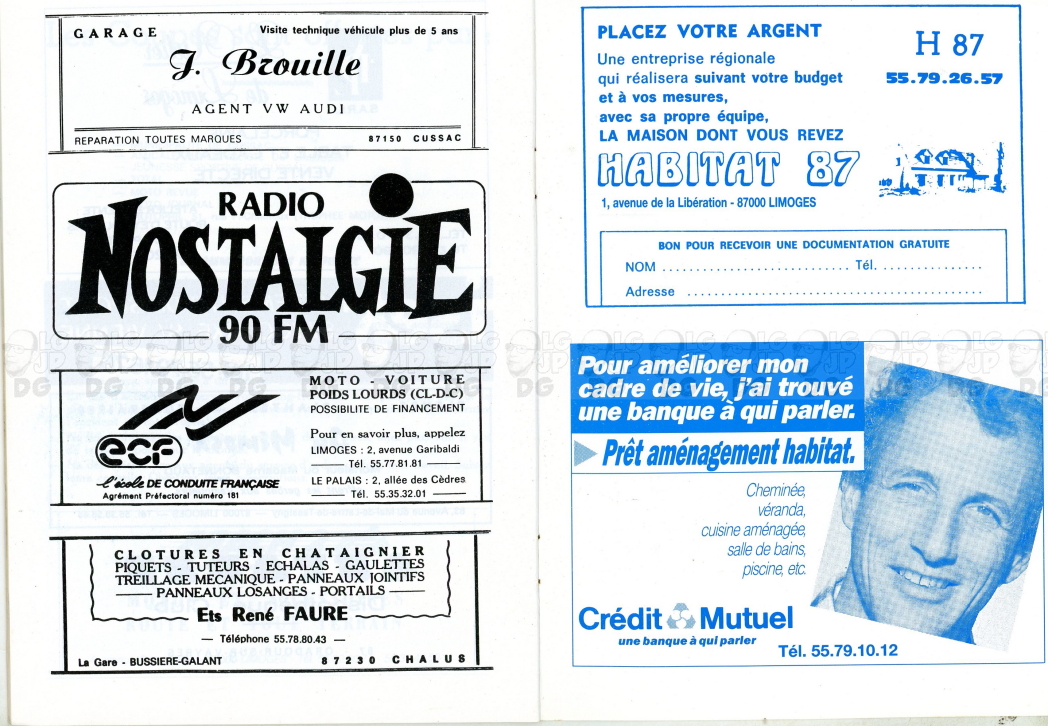 GARAGE Visite technique véhicule plus de 5 ans
J. Brouille
AGENT VW AUDI
REPARATION TOUTES MARQUES 87150 CUSSAC
RADIO
NOSTALGIE
90 FM
MOTO - VOITURE
POIDS LOURDS (CL-D-C)
POSSIBILITE DE FINANCEMENT
Pour en savoir plus, appelez
LIMOGES : 2, avenue Garibaldi
Tél. 55.77.81.81
LE PALAIS : 2, allée des Cèdres
Tél. 55.35.32.01
ecf
l'école DE CONDUITE FRANÇAISE
Agrément Préfectoral numéro 181
CLOTURES EN CHATAIGNIER
PIQUETS - TUTEURS - ECHALAS - GAULETTES
TREILLAGE MECANIQUE - PANNEAUX JOINTIFS
PANNEAUX LOSANGES - PORTAILS
Ets René FAURE
— Téléphone 55.78.80.43 —
La Gare - BUSSIERE-GALANT 87230 CHALUS
PLACEZ VOTRE ARGENT
H 87
55.79.26.57
Une entreprise régionale
qui réalisera suivant votre budget
et à vos mesures,
avec sa propre équipe,
LA MAISON DONT VOUS REVEZ
HABITAT 87
1, avenue de la Libération - 87000 LIMOGES
BON POUR RECEVOIR UNE DOCUMENTATION GRATUITE
NOM ............................ Tél. ................
Adresse ..............................................
Pour améliorer mon
cadre de vie, j'ai trouvé
une banque à qui parler.
Prêt aménagement habitat.
Cheminée,
véranda,
cuisine aménagée,
salle de bains,
piscine, etc.
Crédit Mutuel
une banque à qui parler
Tél. 55.79.10.12
LG
JP
DG